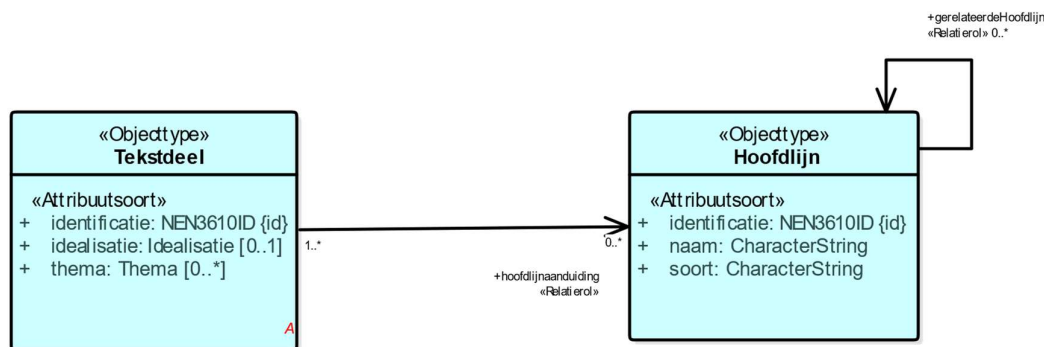 +gerelateerdeHoofdlijn
«Relatierol» 0..*
«Objecttype»
Tekstdeel
«Attribuutsoort»
+ identificatie: NEN3610ID {id}
+ idealisatie: Idealisatie [0..1]
+ thema: Thema [0..*]
A
1..*
0..*
+hoofdlijnaanduiding
«Relatierol»
«Objecttype»
Hoofdlijn
«Attribuutsoort»
+ identificatie: NEN3610ID {id}
+ naam: CharacterString
+ soort: CharacterString